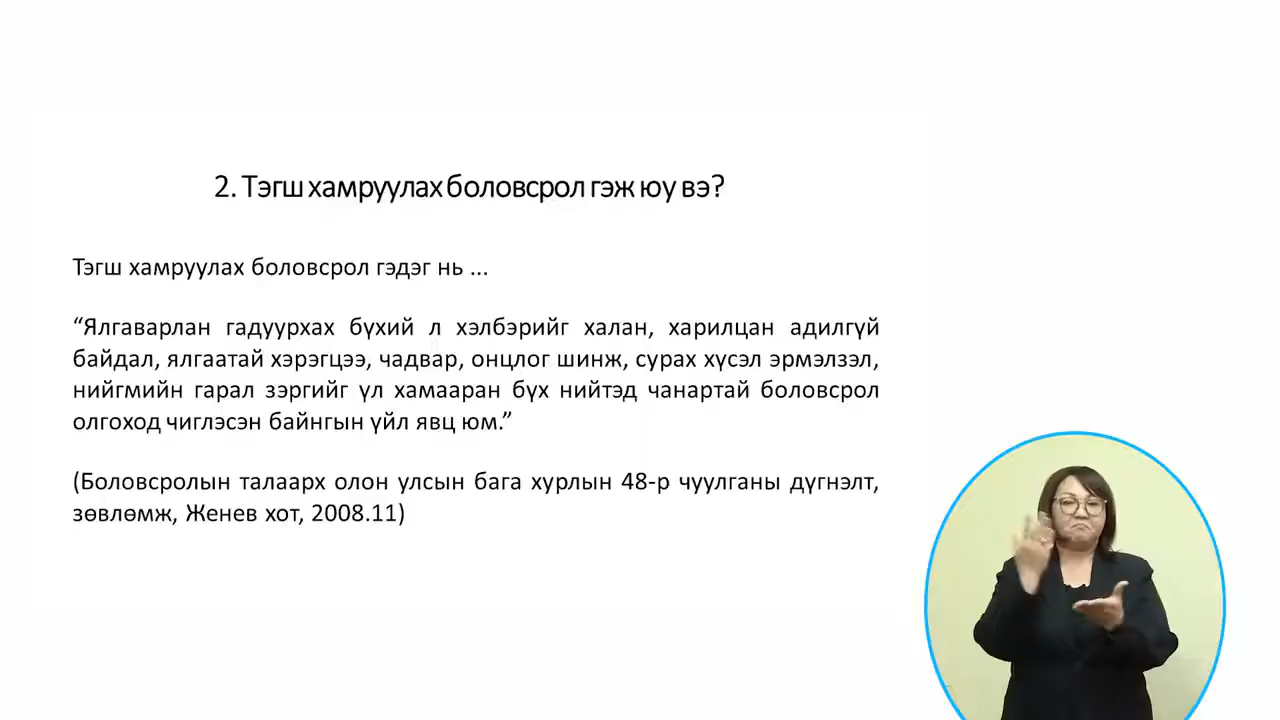 2. Тэгш хамруулах боловсрол гэж юу вэ?
Тэгш хамруулах боловсрол гэдэг нь ...
“Ялгаварлан гадуурхах бүхий л хэлбэрийг халан, харилцан адилгүй
байдал, ялгаатай хэрэгцээ, чадвар, онцлог шинж, сурах хүсэл эрмэлзэл,
нийгмийн гарал зэргийг үл хамааран бүх нийтэд чанартай боловсрол
олгоход чиглэсэн байнгын үйл явц юм.”
(Боловсролын талаарх олон улсын бага хурлын 48-р чуулганы дүгнэлт,
зөвлөмж, Женев хот, 2008.11)